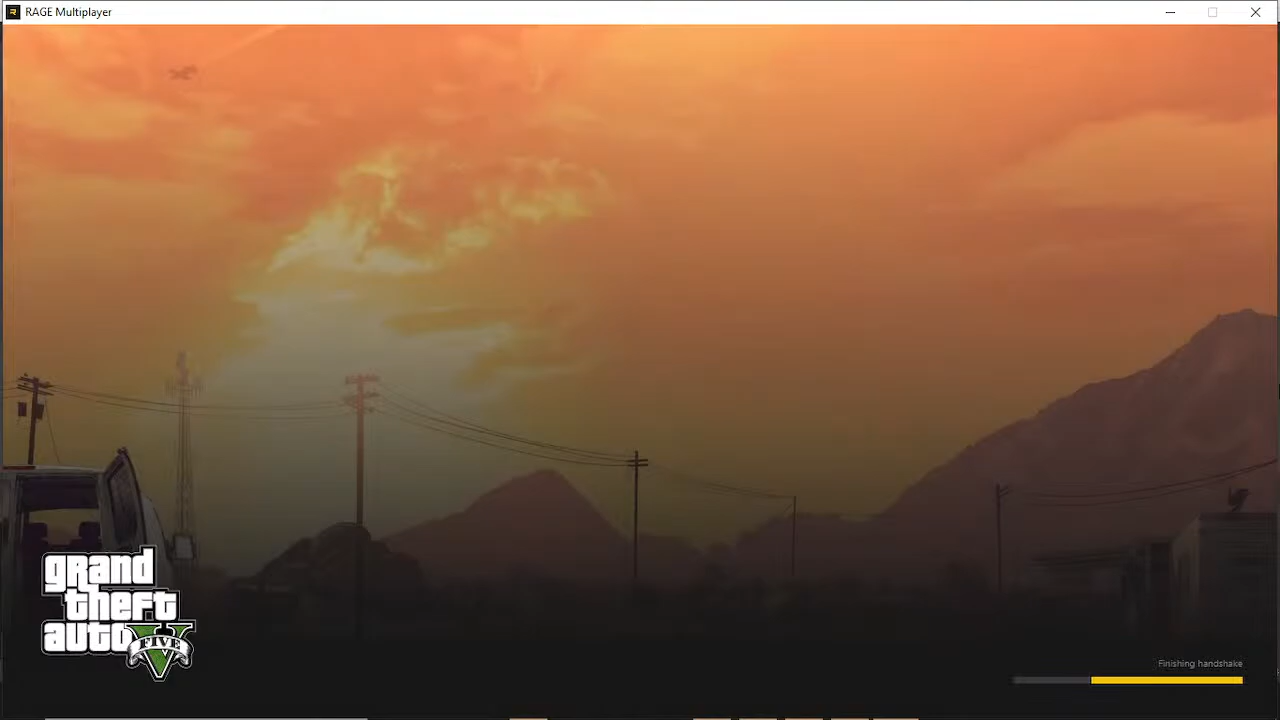 RAGE Multiplayer
grand
theft
auto
V
FIVE
Finishing handshake